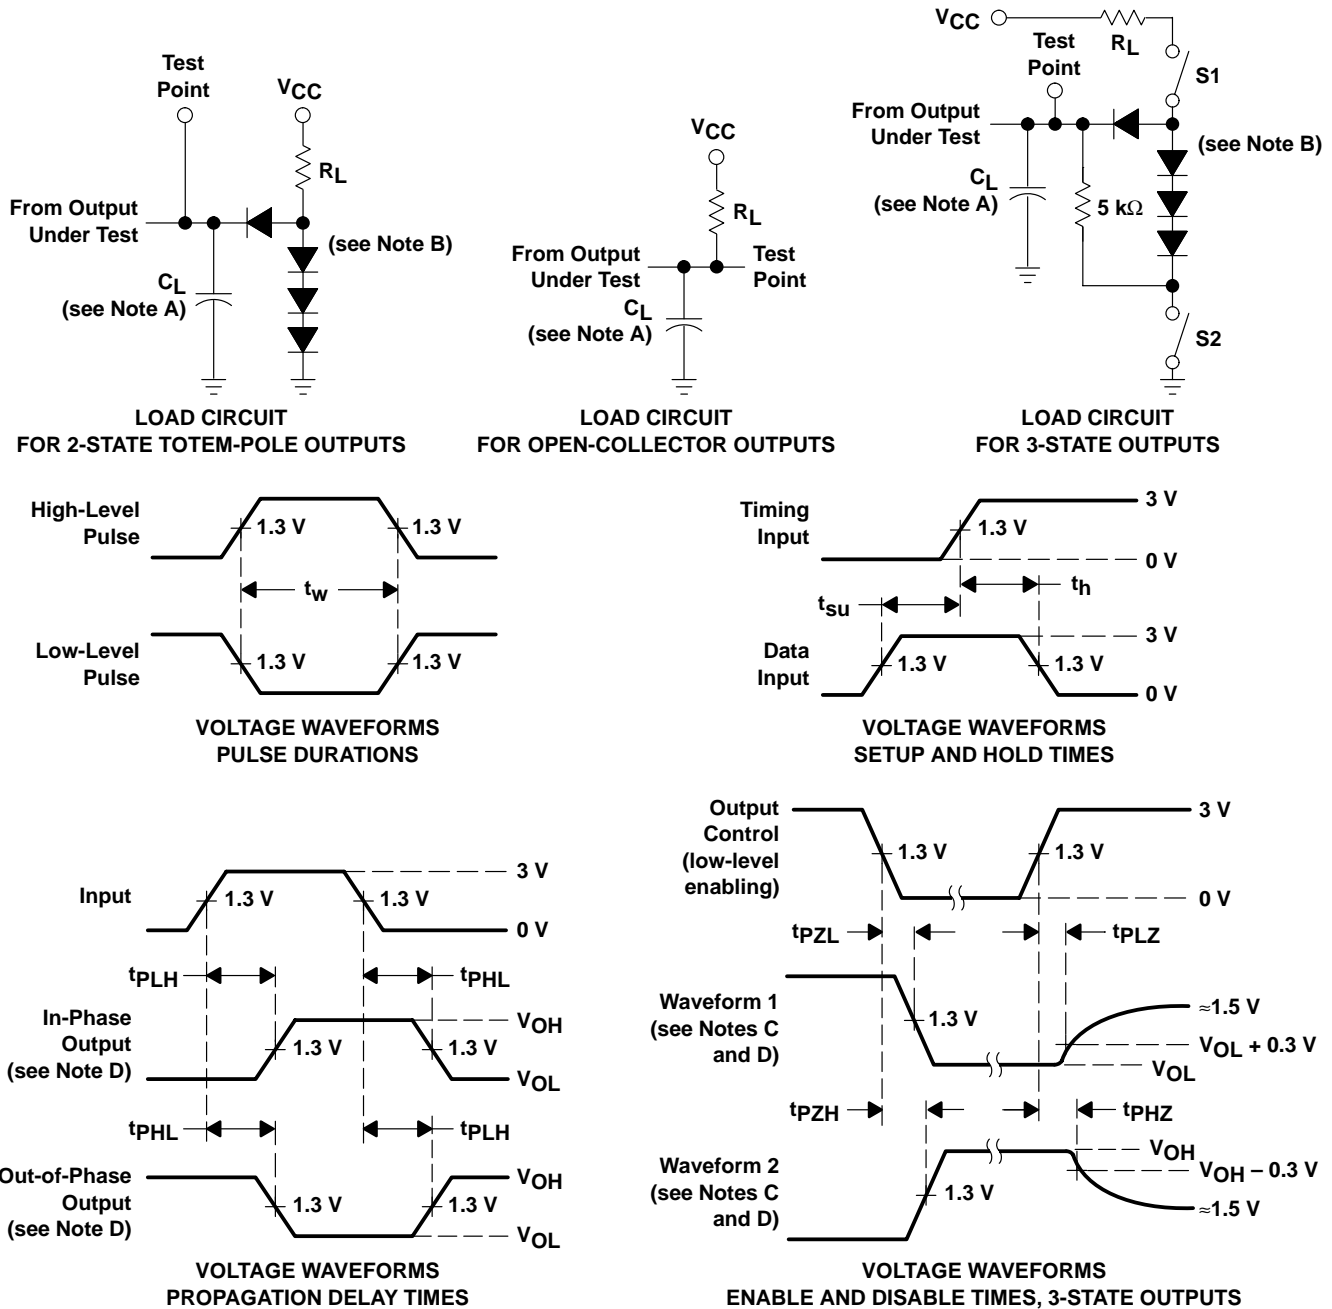 Test
Point
VCC
RL
From Output
Under Test
(see Note B)
CL
(see Note A)
LOAD CIRCUIT
FOR 2-STATE TOTEM-POLE OUTPUTS
VCC
RL
From Output
Under Test
Test
Point
CL
(see Note A)
LOAD CIRCUIT
FOR OPEN-COLLECTOR OUTPUTS
VCC
RL
Test
Point
S1
From Output
Under Test
(see Note B)
CL
(see Note A)
5 kΩ
S2
LOAD CIRCUIT
FOR 3-STATE OUTPUTS
High-Level
Pulse
1.3 V
1.3 V
tw
Low-Level
Pulse
1.3 V
1.3 V
VOLTAGE WAVEFORMS
PULSE DURATIONS
Timing
Input
3 V
1.3 V
0 V
th
tsu
3 V
Data
Input
1.3 V
1.3 V
0 V
VOLTAGE WAVEFORMS
SETUP AND HOLD TIMES
3 V
Input
1.3 V
1.3 V
0 V
tPLH
tPHL
In-Phase
Output
(see Note D)
VOH
1.3 V
1.3 V
VOL
tPHL
tPLH
Out-of-Phase
Output
(see Note D)
VOH
1.3 V
1.3 V
VOL
VOLTAGE WAVEFORMS
PROPAGATION DELAY TIMES
Output
Control
(low-level
enabling)
3 V
1.3 V
1.3 V
0 V
tPZL
tPLZ
Waveform 1
(see Notes C
and D)
1.3 V
≈1.5 V
VOL + 0.3 V
VOL
tPZH
tPHZ
Waveform 2
(see Notes C
and D)
1.3 V
VOH
VOH – 0.3 V
≈1.5 V
VOLTAGE WAVEFORMS
ENABLE AND DISABLE TIMES, 3-STATE OUTPUTS